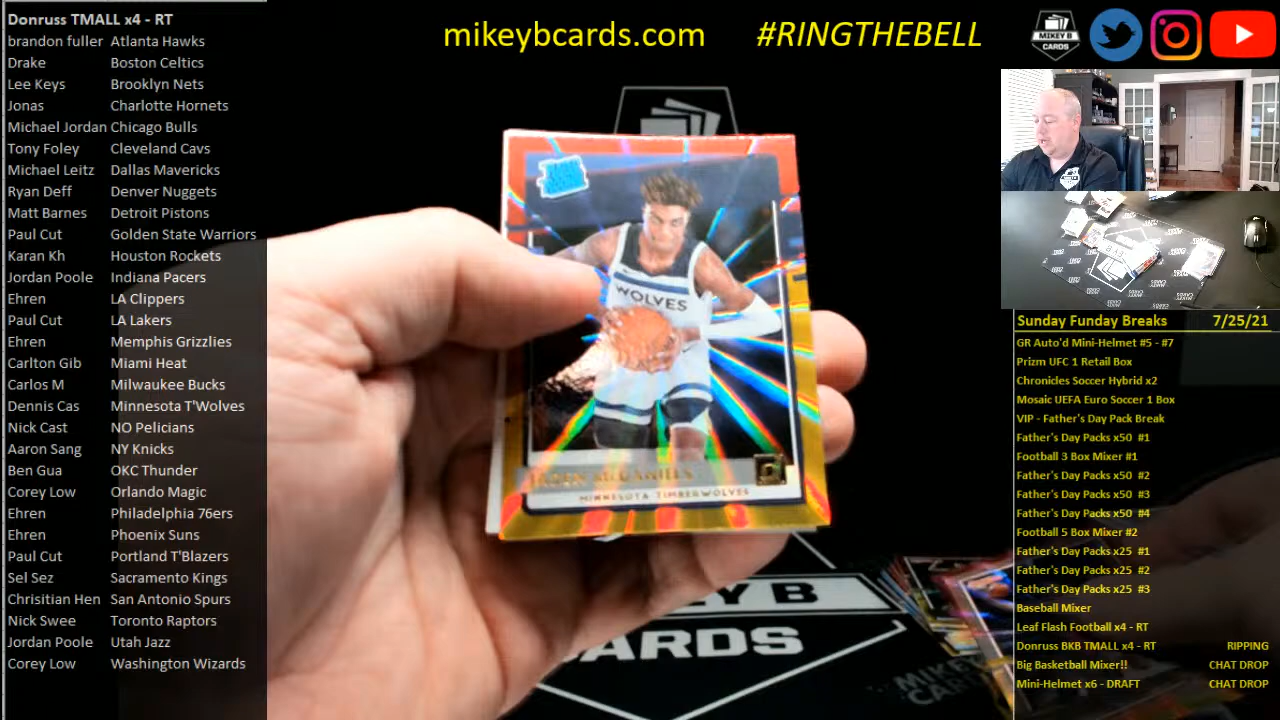 Donruss TMALL x4 - RT
brandon fuller Atlanta Hawks
Drake Boston Celtics
Lee Keys Brooklyn Nets
Jonas Charlotte Hornets
Michael Jordan Chicago Bulls
Tony Foley Cleveland Cavs
Michael Leitz Dallas Mavericks
Ryan Deff Denver Nuggets
Matt Barnes Detroit Pistons
Paul Cut Golden State Warriors
Karan Kh Houston Rockets
Jordan Poole Indiana Pacers
Ehren LA Clippers
Paul Cut LA Lakers
Ehren Memphis Grizzlies
Carlton Gib Miami Heat
Carlos M Milwaukee Bucks
Dennis Cas Minnesota T'Wolves
Nick Cast NO Pelicians
Aaron Sang NY Knicks
Ben Gua OKC Thunder
Corey Low Orlando Magic
Ehren Philadelphia 76ers
Ehren Phoenix Suns
Paul Cut Portland T'Blazers
Sel Sez Sacramento Kings
Chrisitian Hen San Antonio Spurs
Nick Swee Toronto Raptors
Jordan Poole Utah Jazz
Corey Low Washington Wizards
mikeybcards.com #RINGTHEBELL
MIKEY B
CARDS
WOLVES
JADEN MCDANIELS
MINNESOTA TIMBERWOLVES
EY B
CARDS
Sunday Funday Breaks 7/25/21
GR Auto'd Mini-Helmet #5 - #7
Prizm UFC 1 Retail Box
Chronicles Soccer Hybrid x2
Mosaic UEFA Euro Soccer 1 Box
VIP - Father's Day Pack Break
Father's Day Packs x50 #1
Football 3 Box Mixer #1
Father's Day Packs x50 #2
Father's Day Packs x50 #3
Father's Day Packs x50 #4
Football 5 Box Mixer #2
Father's Day Packs x25 #1
Father's Day Packs x25 #2
Father's Day Packs x25 #3
Baseball Mixer
Leaf Flash Football x4 - RT
Donruss BKB TMALL x4 - RT RIPPING
Big Basketball Mixer!! CHAT DROP
Mini-Helmet x6 - DRAFT CHAT DROP